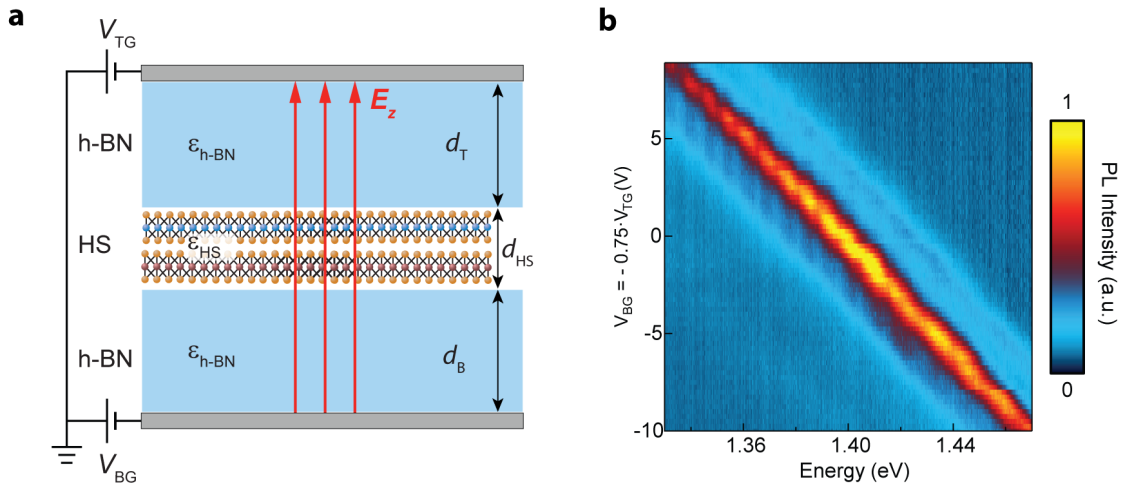 a
V_TG
h-BN
ε_h-BN
E_z
d_T
HS
ε_HS
d_HS
h-BN
ε_h-BN
d_B
V_BG
b
V_BG = - 0.75·V_TG (V)
5
0
-5
-10
1.36
1.40
1.44
Energy (eV)
1
0
PL Intensity (a.u.)